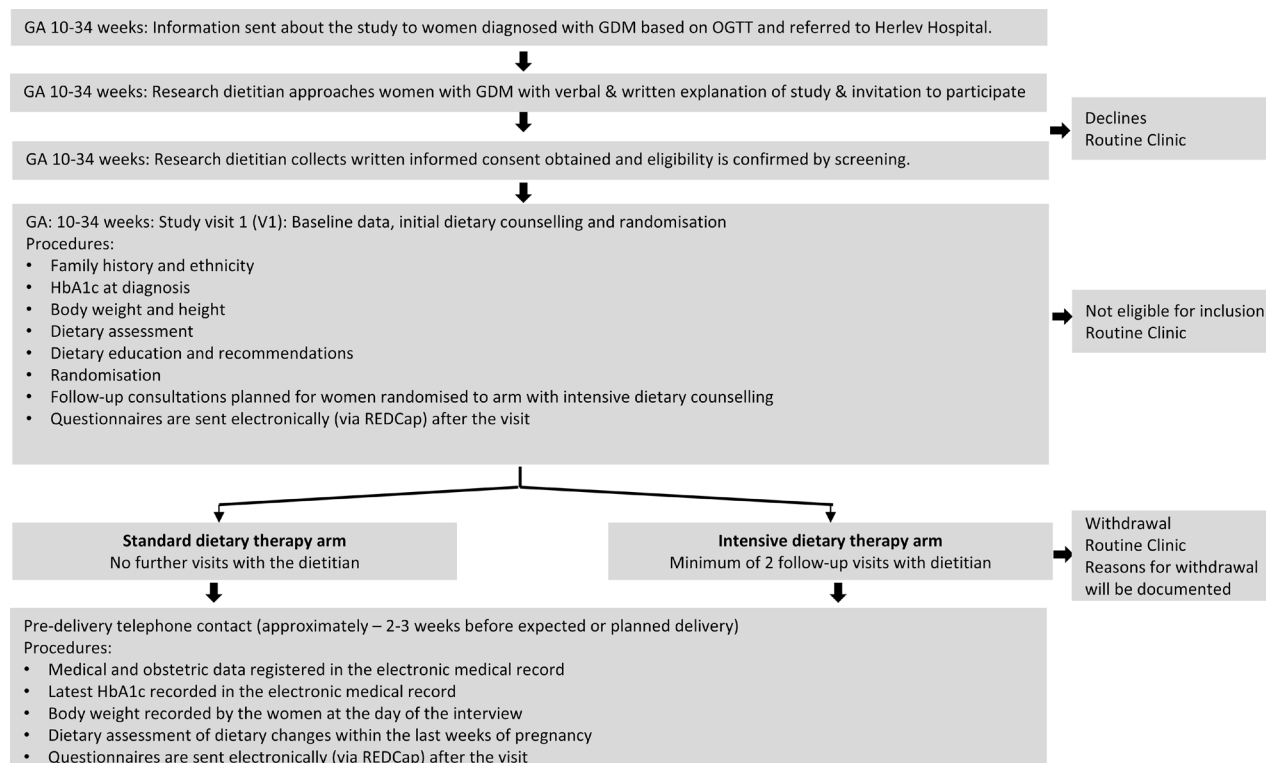 GA 10-34 weeks: Information sent about the study to women diagnosed with GDM based on OGTT and referred to Herlev Hospital.
GA 10-34 weeks: Research dietitian approaches women with GDM with verbal & written explanation of study & invitation to participate
Declines
Routine Clinic
GA 10-34 weeks: Research dietitian collects written informed consent obtained and eligibility is confirmed by screening.
GA: 10-34 weeks: Study visit 1 (V1): Baseline data, initial dietary counselling and randomisation
Procedures:
• Family history and ethnicity
• HbA1c at diagnosis
• Body weight and height
• Dietary assessment
• Dietary education and recommendations
• Randomisation
• Follow-up consultations planned for women randomised to arm with intensive dietary counselling
• Questionnaires are sent electronically (via REDCap) after the visit
Not eligible for inclusion
Routine Clinic
Standard dietary therapy arm
No further visits with the dietitian
Intensive dietary therapy arm
Minimum of 2 follow-up visits with dietitian
Withdrawal
Routine Clinic
Reasons for withdrawal
will be documented
Pre-delivery telephone contact (approximately – 2-3 weeks before expected or planned delivery)
Procedures:
• Medical and obstetric data registered in the electronic medical record
• Latest HbA1c recorded in the electronic medical record
• Body weight recorded by the women at the day of the interview
• Dietary assessment of dietary changes within the last weeks of pregnancy
• Questionnaires are sent electronically (via REDCap) after the visit